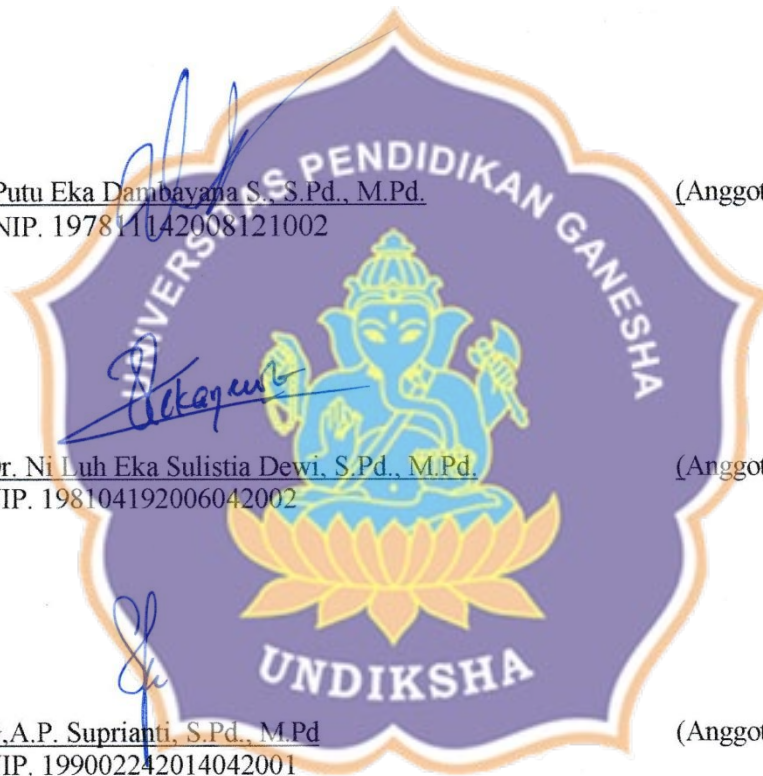 Putu Eka Dambayana S., S.Pd., M.Pd. (Anggot
NIP. 197811142008121002
UNIVERSITAS PENDIDIKAN GANESHA
r. Ni Luh Eka Sulistia Dewi, S.Pd., M.Pd. (Anggot
IP. 198104192006042002
UNDIKSHA
.A.P. Suprianti, S.Pd., M.Pd (Anggot
IP. 199002242014042001